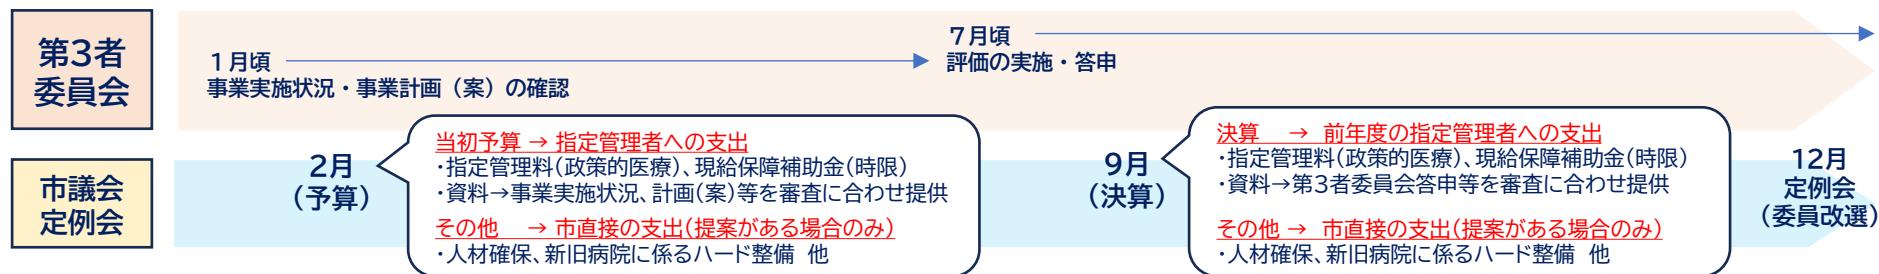 第3者
委員会
1月頃
事業実施状況・事業計画（案）の確認
7月頃
評価の実施・答申
市議会
定例会
2月
（予算）
当初予算 → 指定管理者への支出
・指定管理料（政策的医療）、現給保障補助金（時限）
・資料→事業実施状況、計画（案）等を審査に合わせ提供
その他　→ 市直接の支出（提案がある場合のみ）
・人材確保、新旧病院に係るハード整備 他
9月
（決算）
決算　→ 前年度の指定管理者への支出
・指定管理料（政策的医療）、現給保障補助金（時限）
・資料→第3者委員会答申等を審査に合わせ提供
その他 → 市直接の支出（提案がある場合のみ）
・人材確保、新旧病院に係るハード整備 他
12月
定例会
（委員改選）